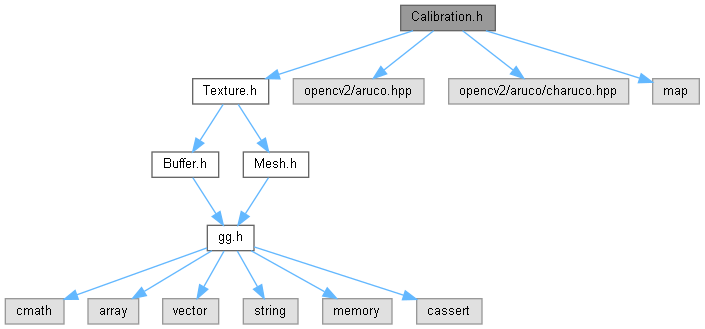 Calibration.h
Texture.h
opencv2/aruco.hpp
opencv2/aruco/charuco.hpp
map
Buffer.h
Mesh.h
gg.h
cmath
array
vector
string
memory
cassert